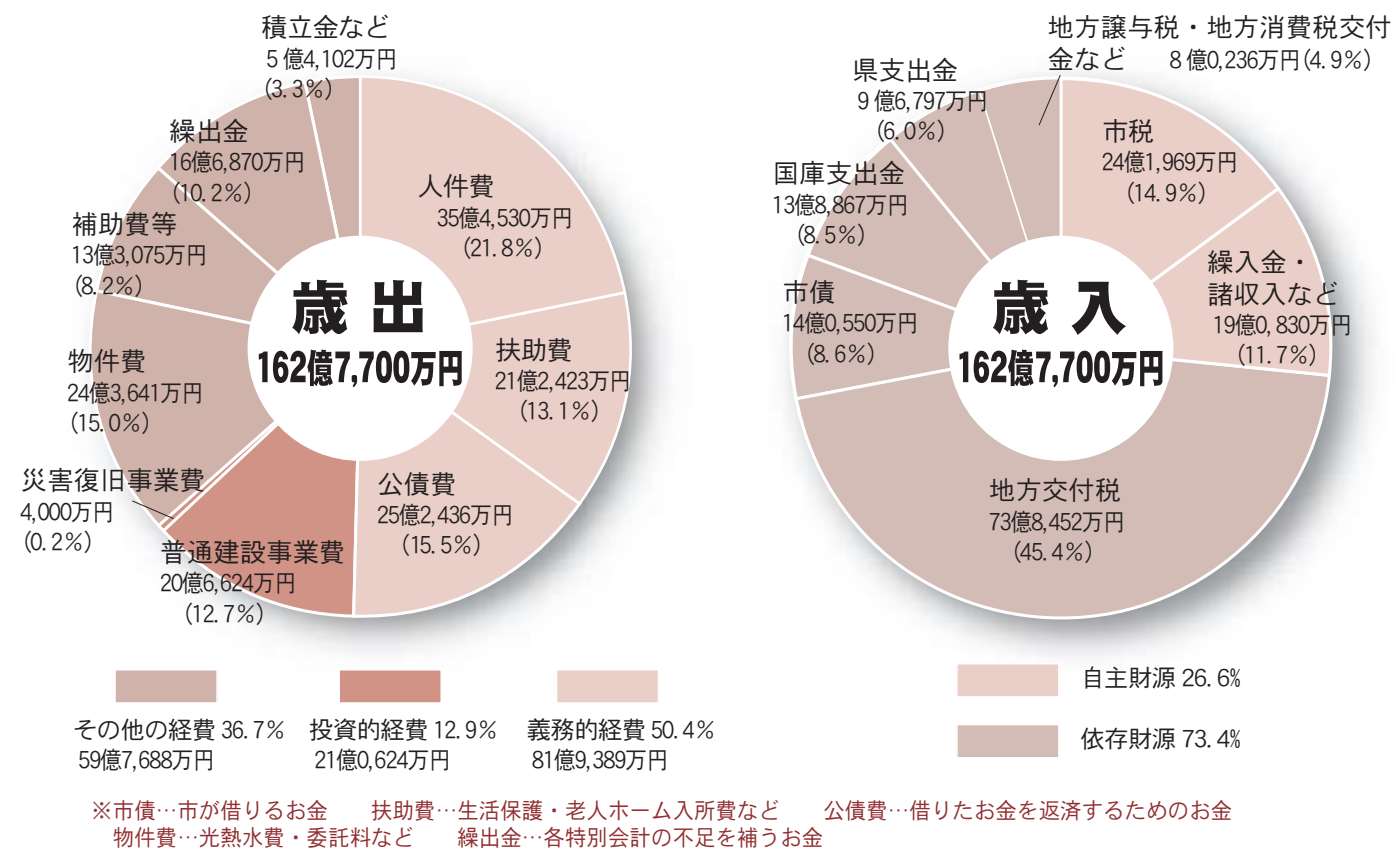 積立金など
5億4,102万円
(3.3%)
繰出金
16億6,870万円
(10.2%)
補助費等
13億3,075万円
(8.2%)
物件費
24億3,641万円
(15.0%)
災害復旧事業費
4,000万円
(0.2%)
普通建設事業費
20億6,624万円
(12.7%)
人件費
35億4,530万円
(21.8%)
扶助費
21億2,423万円
(13.1%)
公債費
25億2,436万円
(15.5%)
歳出
162億7,700万円
その他の経費 36.7%
59億7,688万円
投資的経費 12.9%
21億0,624万円
義務的経費 50.4%
81億9,389万円
地方譲与税・地方消費税交付
金など 8億0,236万円(4.9%)
県支出金
9億6,797万円
(6.0%)
国庫支出金
13億8,867万円
(8.5%)
市債
14億0,550万円
(8.6%)
市税
24億1,969万円
(14.9%)
繰入金・
諸収入など
19億0,830万円
(11.7%)
地方交付税
73億8,452万円
(45.4%)
歳入
162億7,700万円
自主財源 26.6%
依存財源 73.4%
※市債…市が借りるお金 扶助費…生活保護・老人ホーム入所費など 公債費…借りたお金を返済するためのお金
物件費…光熱水費・委託料など 繰出金…各特別会計の不足を補うお金